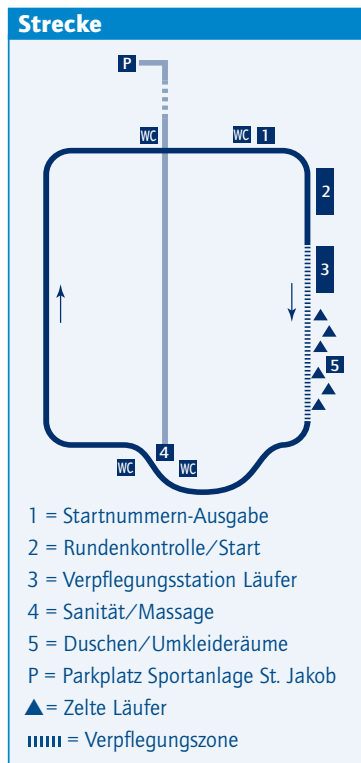 Strecke
P
WC
WC 1
2
3
5
4
WC
WC
1 = Startnummern-Ausgabe
2 = Rundenkontrolle/Start
3 = Verpflegungsstation Läufer
4 = Sanität/Massage
5 = Duschen/Umkleideräume
P = Parkplatz Sportanlage St. Jakob
= Zelte Läufer
= Verpflegungszone